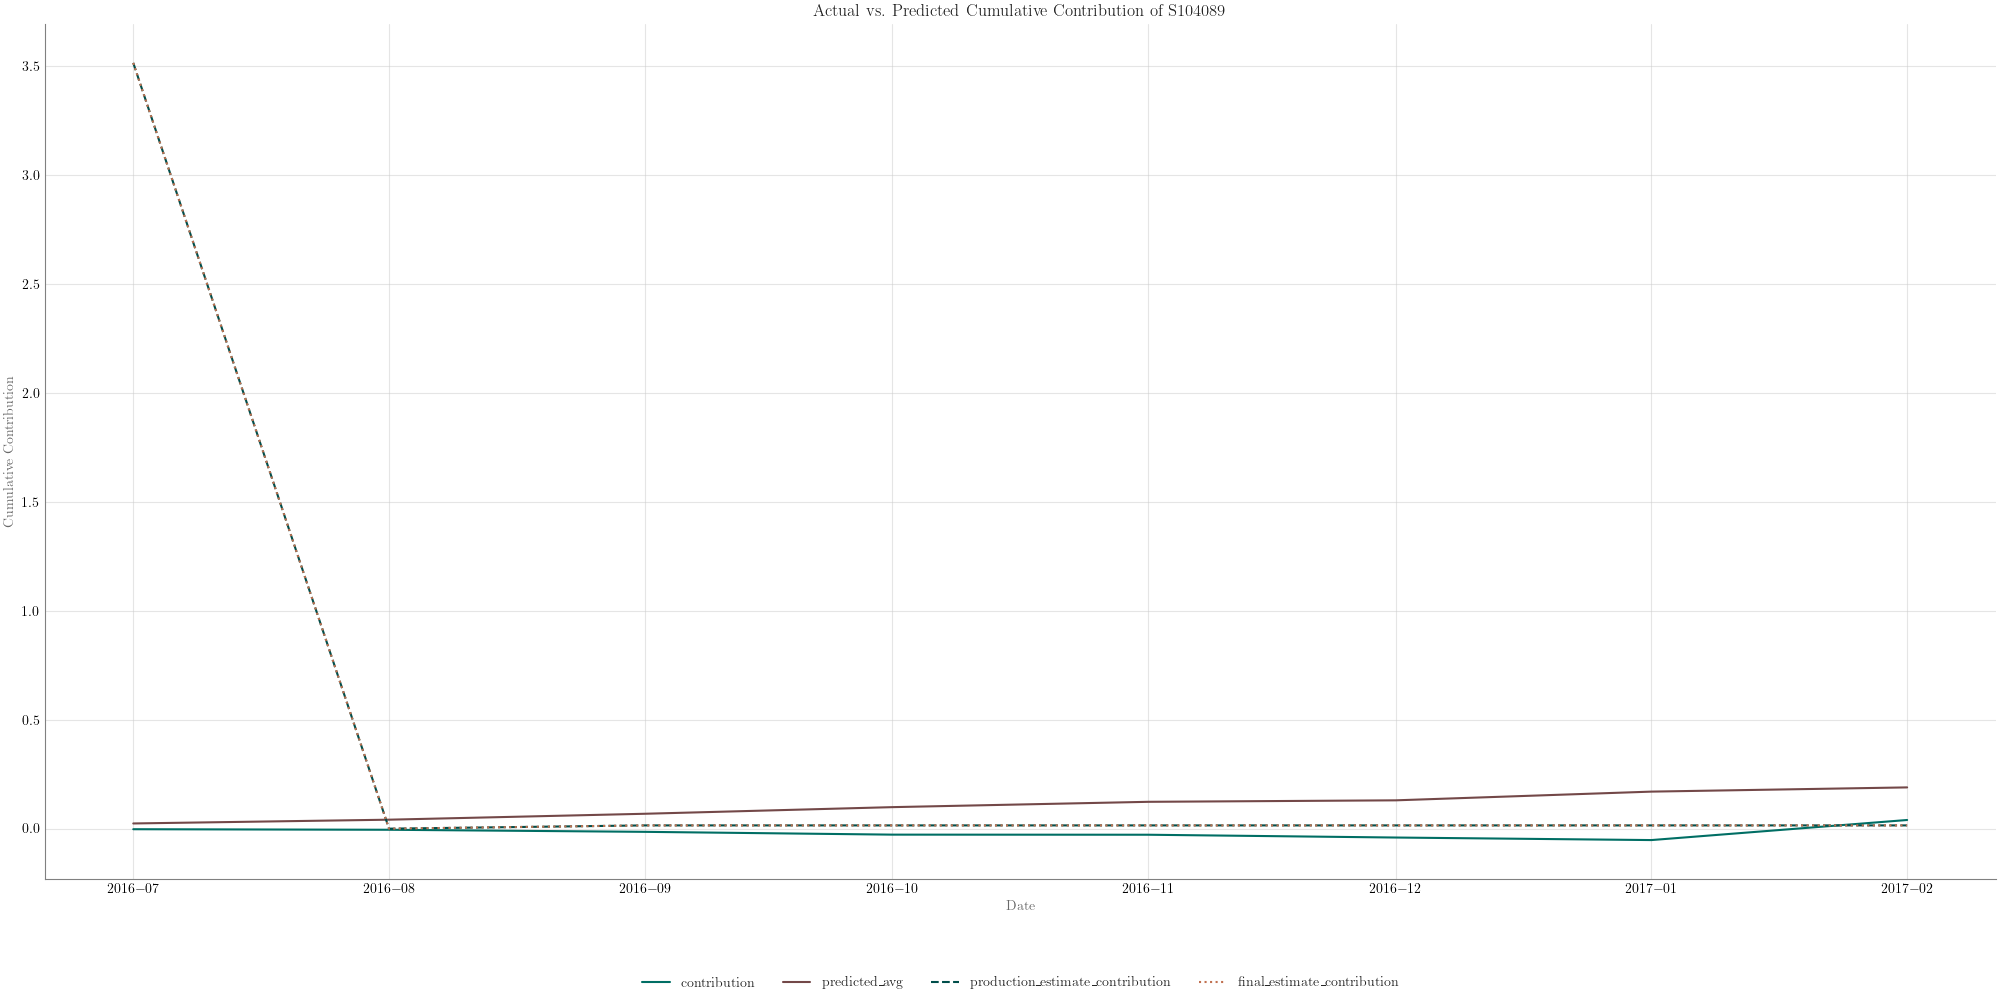 Actual vs. Predicted Cumulative Contribution of S104089
Cumulative Contribution
3.5
3.0
2.5
2.0
1.5
1.0
0.5
0.0
2016–07 2016–08 2016–09 2016–10 2016–11 2016–12 2017–01 2017–02
Date
contribution predicted_avg production_estimate_contribution final_estimate_contribution